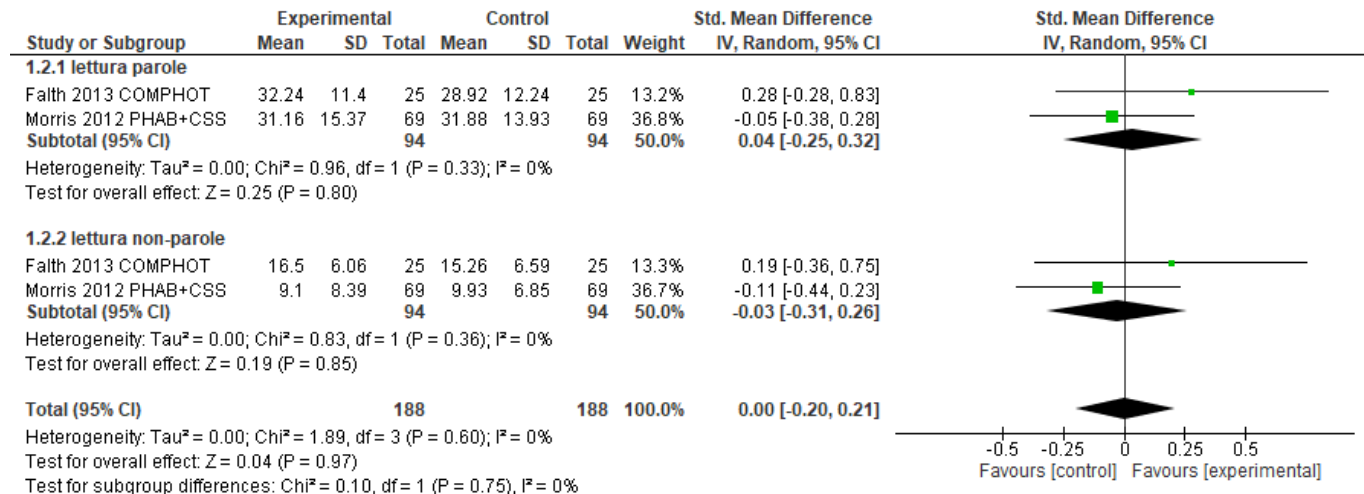 Experimental Control Std. Mean Difference Std. Mean Difference
Study or Subgroup Mean SD Total Mean SD Total Weight IV, Random, 95% CI IV, Random, 95% CI
1.2.1 lettura parole
Falth 2013 COMPHOT 32.24 11.4 25 28.92 12.24 25 13.2% 0.28 [-0.28, 0.83]
Morris 2012 PHAB+CSS 31.16 15.37 69 31.88 13.93 69 36.8% -0.05 [-0.38, 0.28]
Subtotal (95% CI) 94 94 50.0% 0.04 [-0.25, 0.32]
Heterogeneity: Tau² = 0.00; Chi² = 0.96, df = 1 (P = 0.33); I² = 0%
Test for overall effect: Z = 0.25 (P = 0.80)
1.2.2 lettura non-parole
Falth 2013 COMPHOT 16.5 6.06 25 15.26 6.59 25 13.3% 0.19 [-0.36, 0.75]
Morris 2012 PHAB+CSS 9.1 8.39 69 9.93 6.85 69 36.7% -0.11 [-0.44, 0.23]
Subtotal (95% CI) 94 94 50.0% -0.03 [-0.31, 0.26]
Heterogeneity: Tau² = 0.00; Chi² = 0.83, df = 1 (P = 0.36); I² = 0%
Test for overall effect: Z = 0.19 (P = 0.85)
Total (95% CI) 188 188 100.0% 0.00 [-0.20, 0.21]
Heterogeneity: Tau² = 0.00; Chi² = 1.89, df = 3 (P = 0.60); I² = 0%
Test for overall effect: Z = 0.04 (P = 0.97)
Test for subgroup differences: Chi² = 0.10, df = 1 (P = 0.75), I² = 0%
-0.5 -0.25 0 0.25 0.5
Favours [control] Favours [experimental]